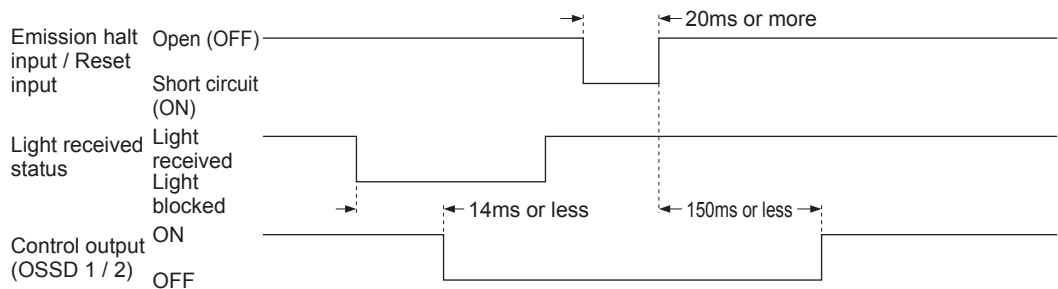 20ms or more
Emission halt
input / Reset
input
Open (OFF)
Short circuit
(ON)
Light received
status
Light
received
Light
blocked
14ms or less
150ms or less
Control output
(OSSD 1 / 2)
ON
OFF